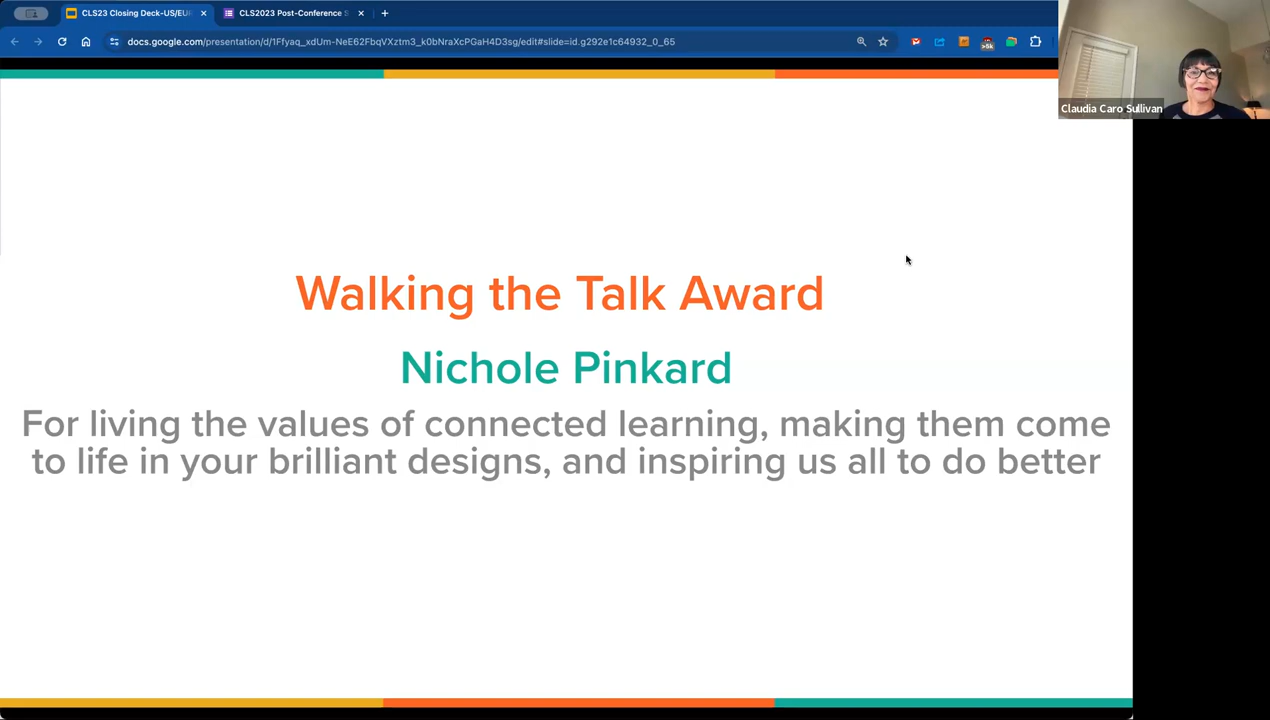 CLS23 Closing Deck-US/EU
CLS2023 Post-Conference S
docs.google.com/presentation/d/1Ffyaq_xdUm-NeE62FbqVXztm3_k0bNraXcPGaH4D3sg/edit#slide=id.g292e1c64932_0_65
>5k
Claudia Caro Sullivan
Walking the Talk Award
Nichole Pinkard
For living the values of connected learning, making them come
to life in your brilliant designs, and inspiring us all to do better